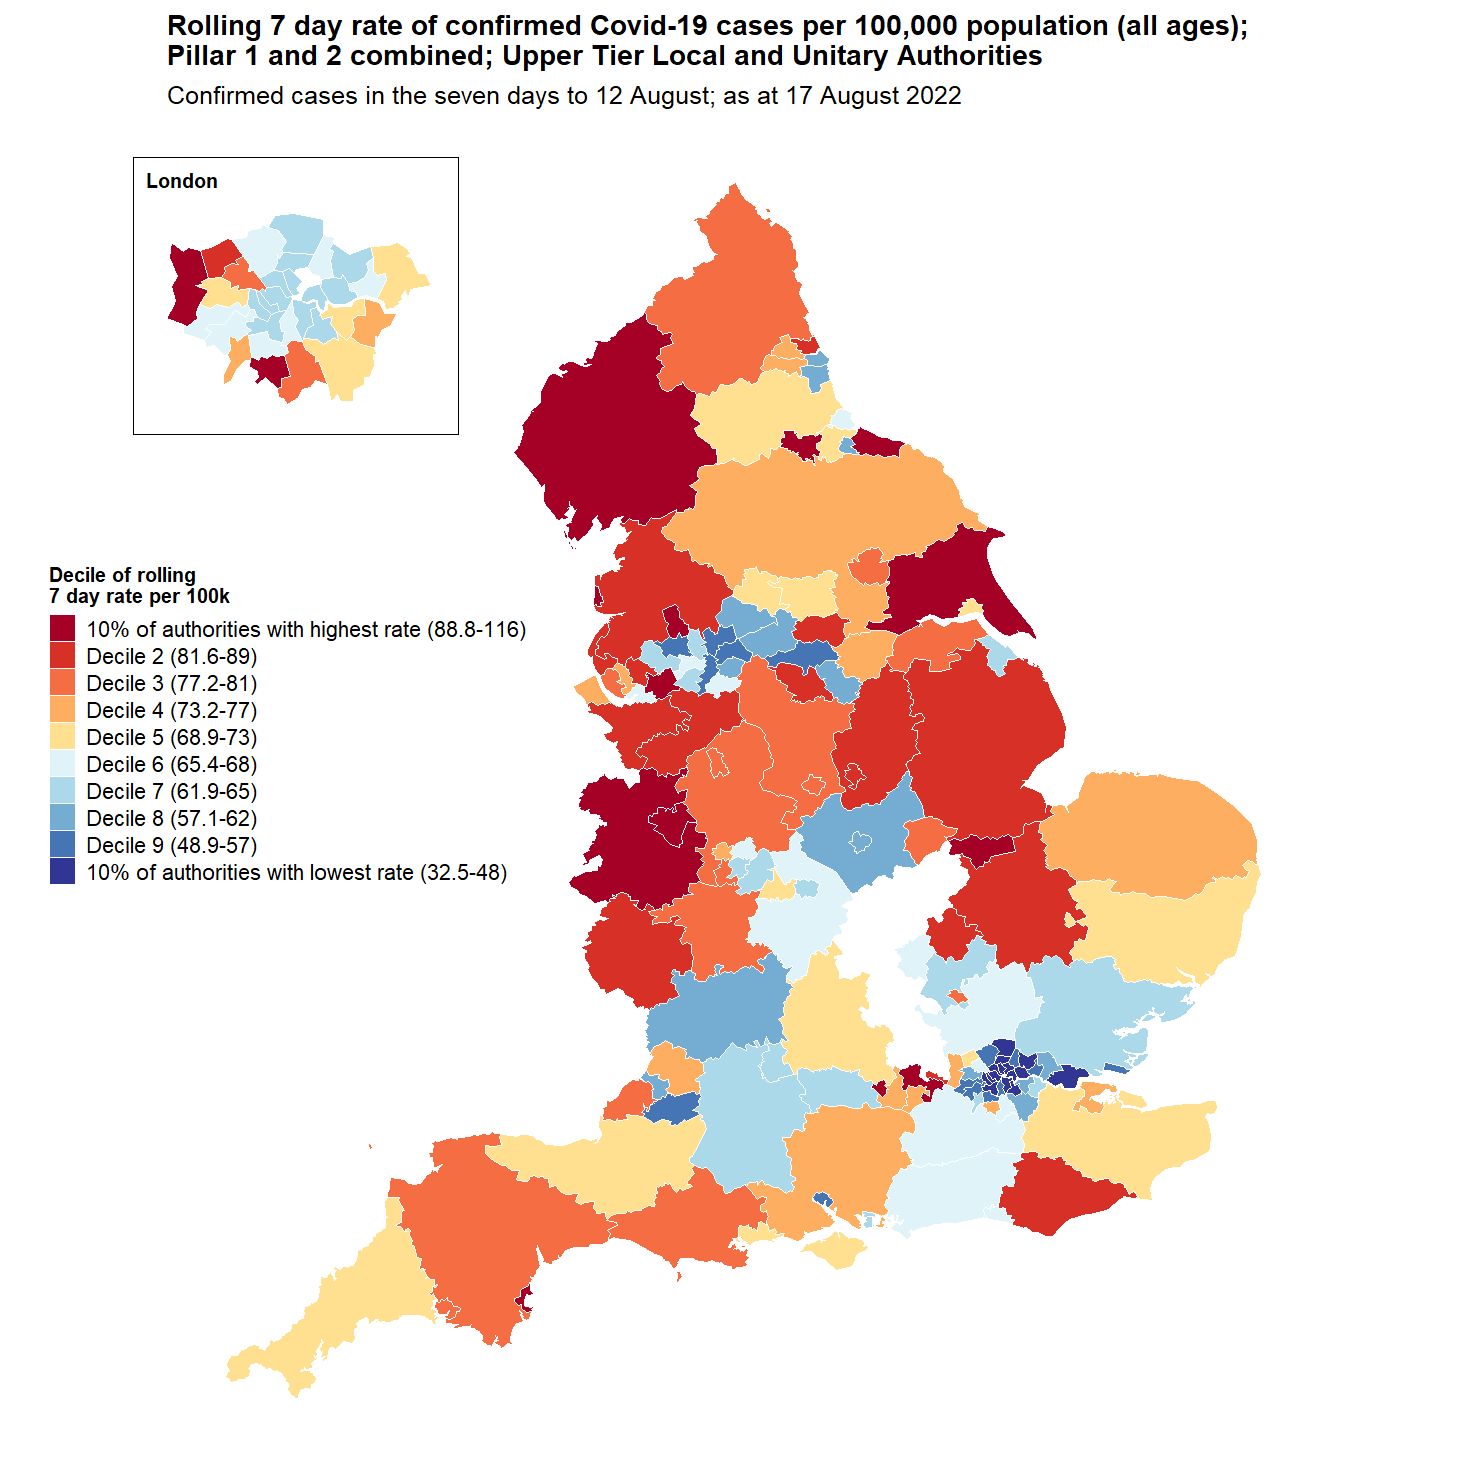 Rolling 7 day rate of confirmed Covid-19 cases per 100,000 population (all ages);
Pillar 1 and 2 combined; Upper Tier Local and Unitary Authorities
Confirmed cases in the seven days to 12 August; as at 17 August 2022
London
Decile of rolling
7 day rate per 100k
10% of authorities with highest rate (88.8-116)
Decile 2 (81.6-89)
Decile 3 (77.2-81)
Decile 4 (73.2-77)
Decile 5 (68.9-73)
Decile 6 (65.4-68)
Decile 7 (61.9-65)
Decile 8 (57.1-62)
Decile 9 (48.9-57)
10% of authorities with lowest rate (32.5-48)